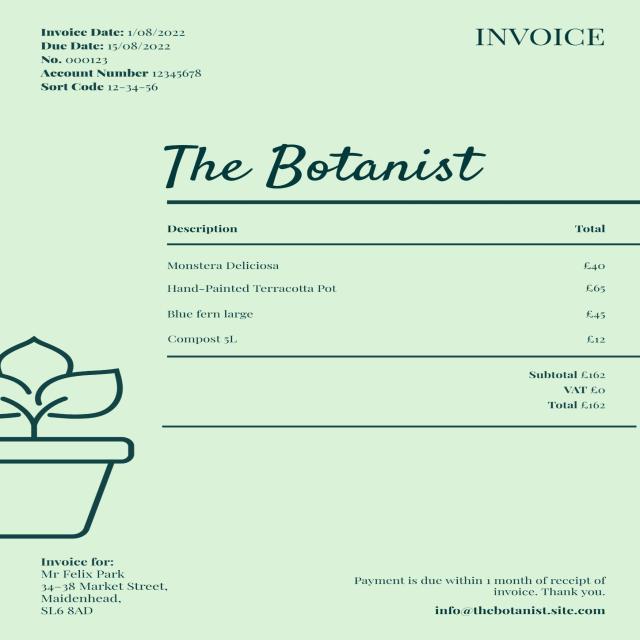 Invoice Date: 1/08/2022
Due Date: 15/08/2022
No. 000123
Account Number 12345678
Sort Code 12-34-56
INVOICE
The Botanist
Description Total
Monstera Deliciosa £40
Hand-Painted Terracotta Pot £65
Blue fern large £45
Compost 5L £12
Subtotal £162
VAT £0
Total £162
Invoice for:
Mr Felix Park
34-38 Market Street,
Maidenhead,
SL6 8AD
Payment is due within 1 month of receipt of
invoice. Thank you.
info@thebotanist.site.com